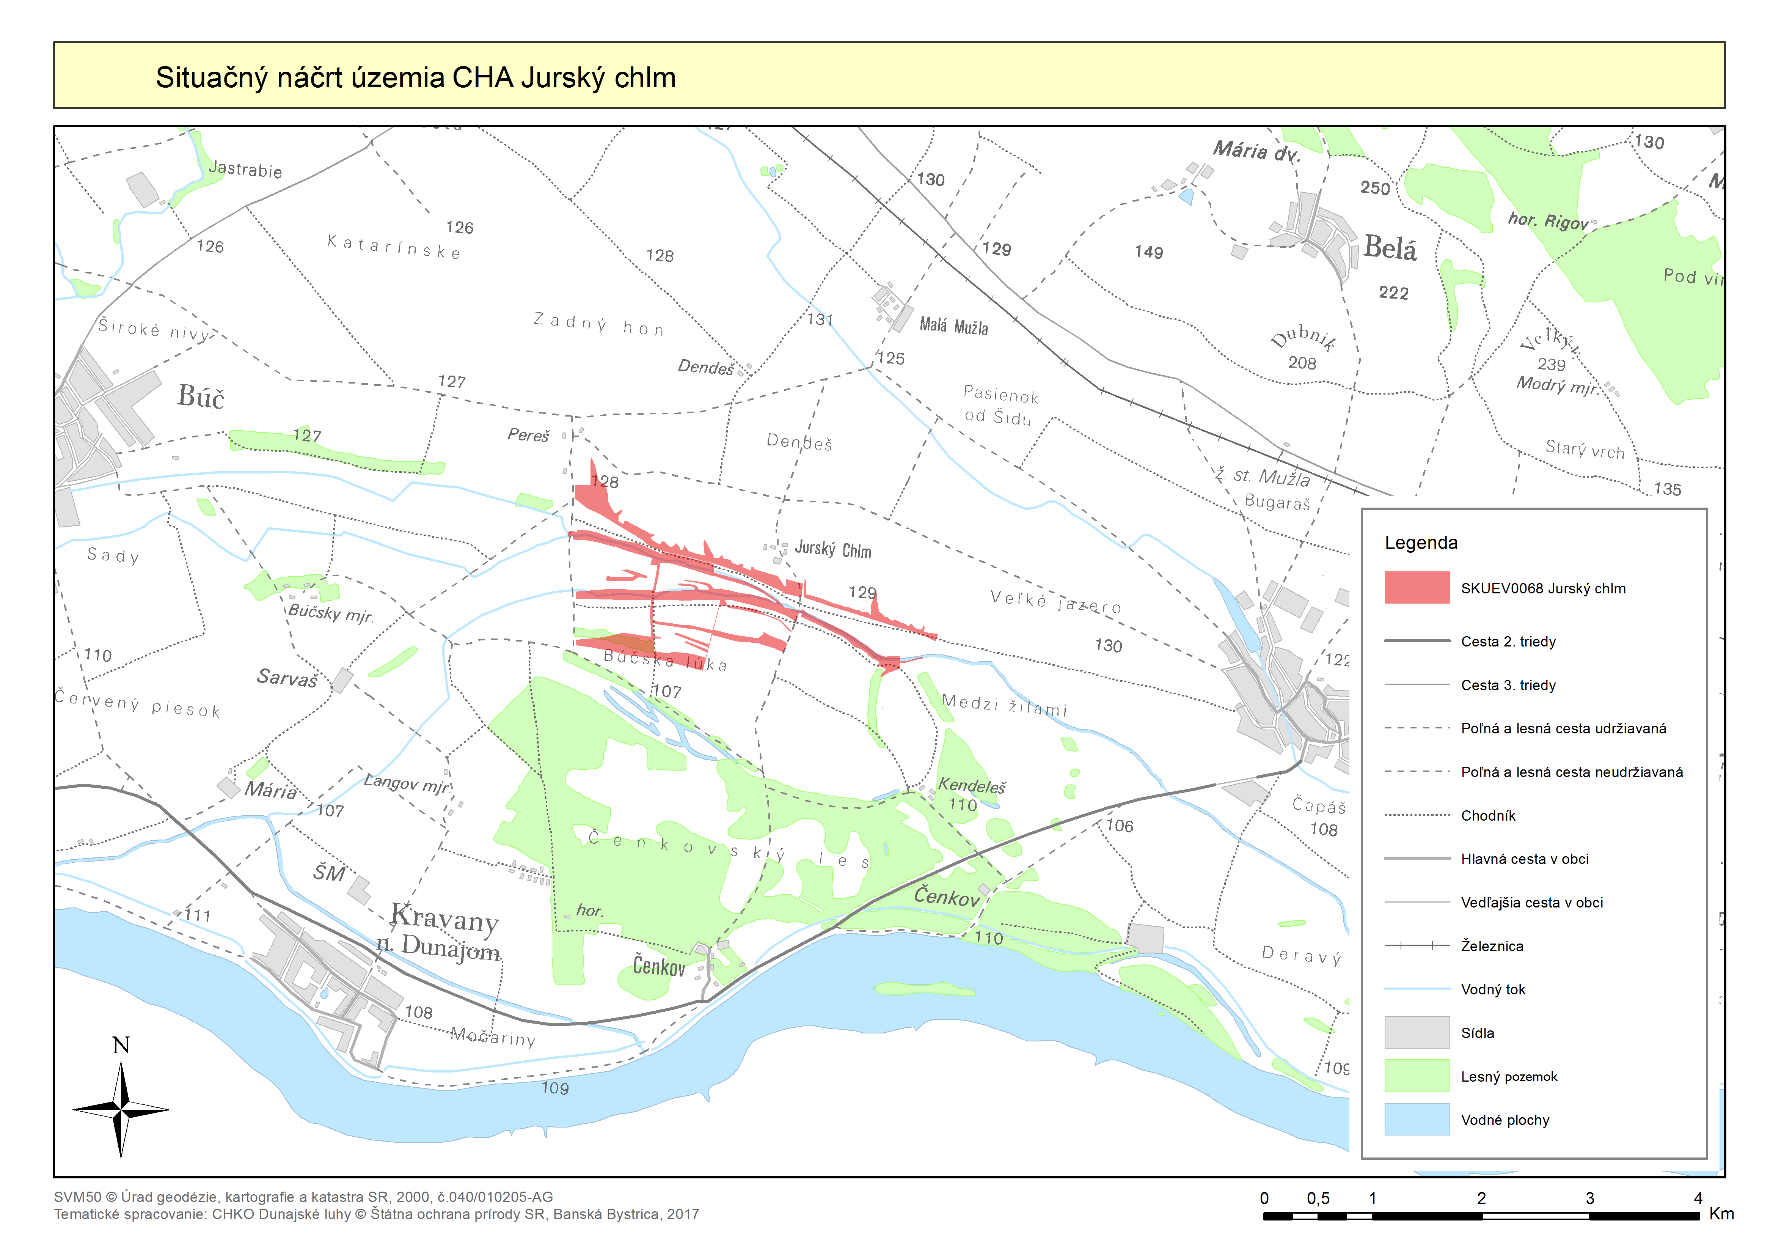 Situačný náčrt územia CHA Jurský chlm
Jastrabie
126
Katarínske
126
128
130
129
Mária dv.
149
250
Belá
222
hor. Rigov
130
Pod vin
Široké nivy
Zadný hon
131
Malá Mužla
125
Dendeš
Dubník
208
Veľký
239
Modrý mjr.
Starý vrch
135
Búč
127
127
Pereš
Dendeš
Pasienok
od Šidu
ž. st. Mužla
Bugaraš
128
Jurský Chlm
129
Veľké jazero
130
122
Sady
Búčsky mjr.
110
Sarvaš
Červený piesok
Búčska lúka
107
Medzi žilami
Mária
107
Langov mjr.
Kendeleš
110
106
Čapáš
108
Čenkovský les
ŠM
Kravany
n. Dunajom
hor.
Čenkov
Čenkov
110
111
Deravý
108
Močariny
109
109
N
Legenda
SKUEV0068 Jurský chlm
Cesta 2. triedy
Cesta 3. triedy
Poľná a lesná cesta udržiavaná
Poľná a lesná cesta neudržiavaná
Chodník
Hlavná cesta v obci
Vedľajšia cesta v obci
Železnica
Vodný tok
Sídla
Lesný pozemok
Vodné plochy
SVM50 © Úrad geodézie, kartografie a katastra SR, 2000, č.040/010205-AG
Tematické spracovanie: CHKO Dunajské luhy © Štátna ochrana prírody SR, Banská Bystrica, 2017
0 0,5 1 2 3 4
Km